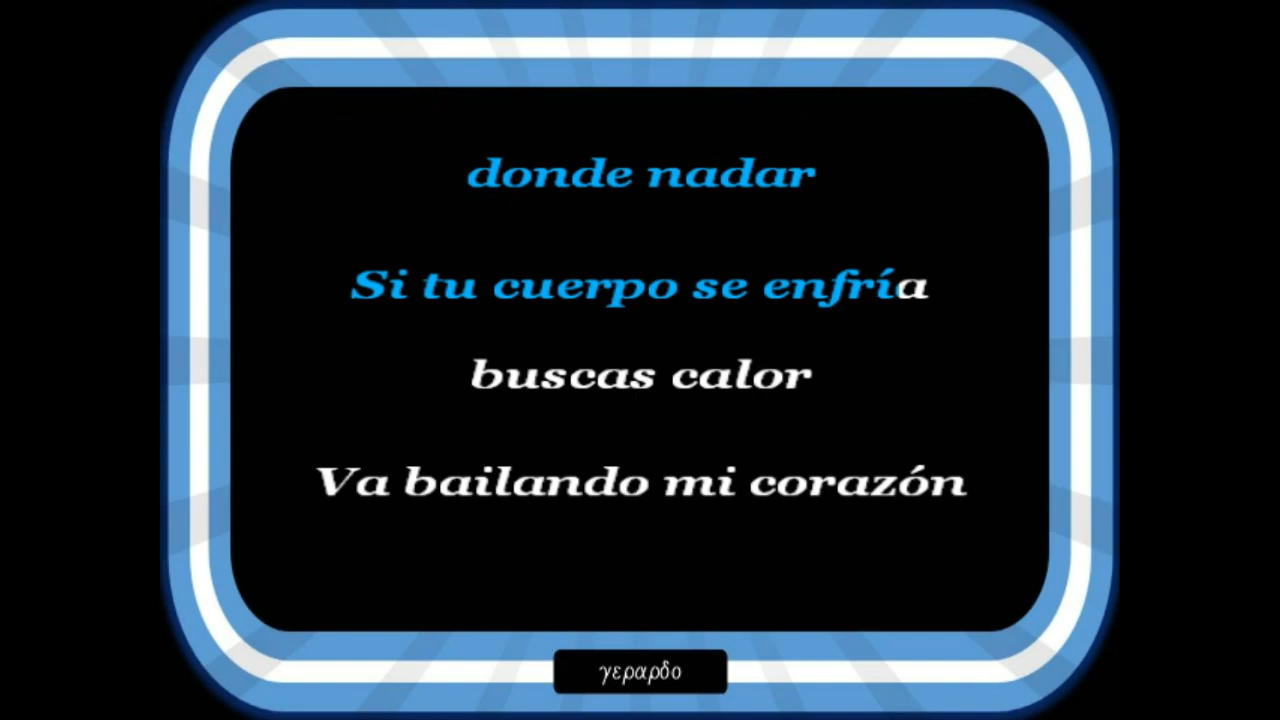 donde nadar
Si tu cuerpo se enfría
buscas calor
Va bailando mi corazón
γεραρδο